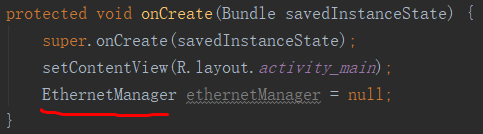 protected void onCreate(Bundle savedInstanceState) {
super.onCreate(savedInstanceState);
setContentView(R.layout.activity_main);
EthernetManager ethernetManager = null;
}